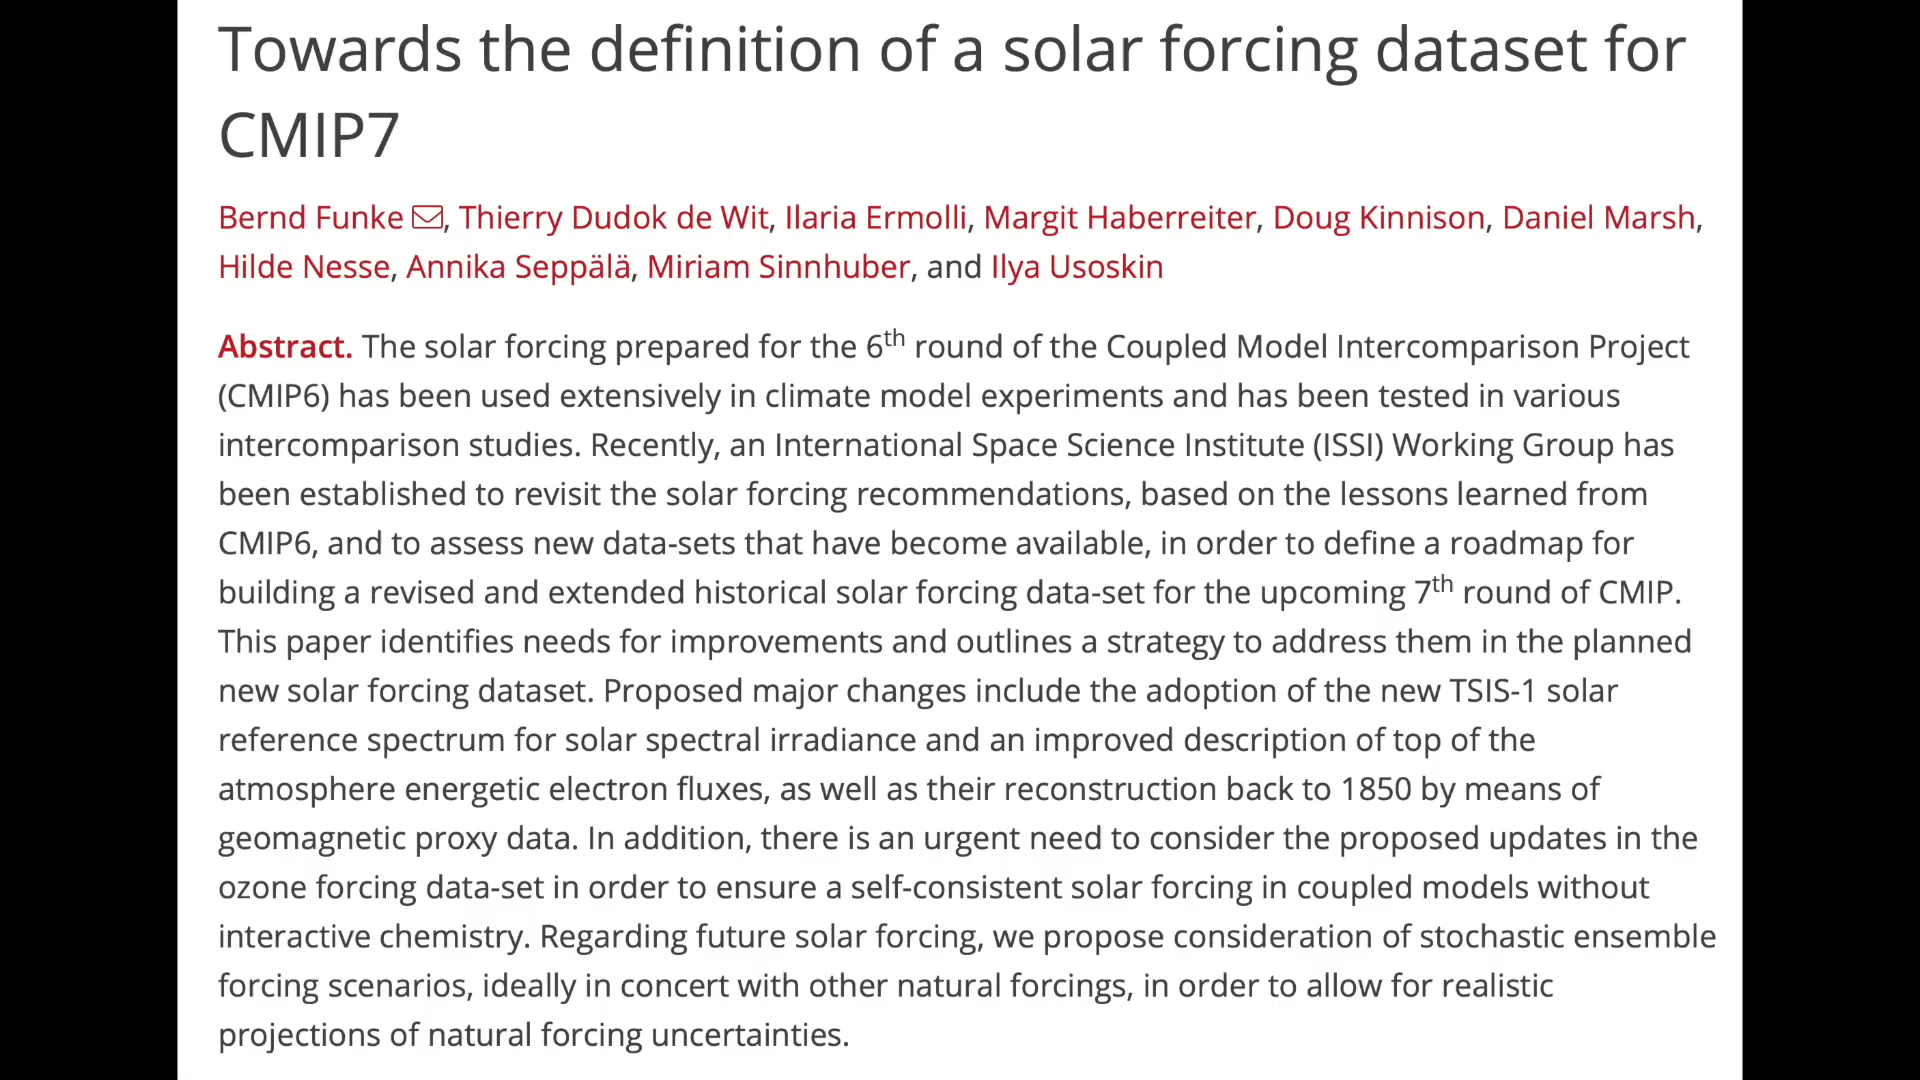 Towards the definition of a solar forcing dataset for
CMIP7
Bernd Funke, Thierry Dudok de Wit, Ilaria Ermolli, Margit Haberreiter, Doug Kinnison, Daniel Marsh,
Hilde Nesse, Annika Seppälä, Miriam Sinnhuber, and Ilya Usoskin
Abstract. The solar forcing prepared for the 6th round of the Coupled Model Intercomparison Project
(CMIP6) has been used extensively in climate model experiments and has been tested in various
intercomparison studies. Recently, an International Space Science Institute (ISSI) Working Group has
been established to revisit the solar forcing recommendations, based on the lessons learned from
CMIP6, and to assess new data-sets that have become available, in order to define a roadmap for
building a revised and extended historical solar forcing data-set for the upcoming 7th round of CMIP.
This paper identifies needs for improvements and outlines a strategy to address them in the planned
new solar forcing dataset. Proposed major changes include the adoption of the new TSIS-1 solar
reference spectrum for solar spectral irradiance and an improved description of top of the
atmosphere energetic electron fluxes, as well as their reconstruction back to 1850 by means of
geomagnetic proxy data. In addition, there is an urgent need to consider the proposed updates in the
ozone forcing data-set in order to ensure a self-consistent solar forcing in coupled models without
interactive chemistry. Regarding future solar forcing, we propose consideration of stochastic ensemble
forcing scenarios, ideally in concert with other natural forcings, in order to allow for realistic
projections of natural forcing uncertainties.